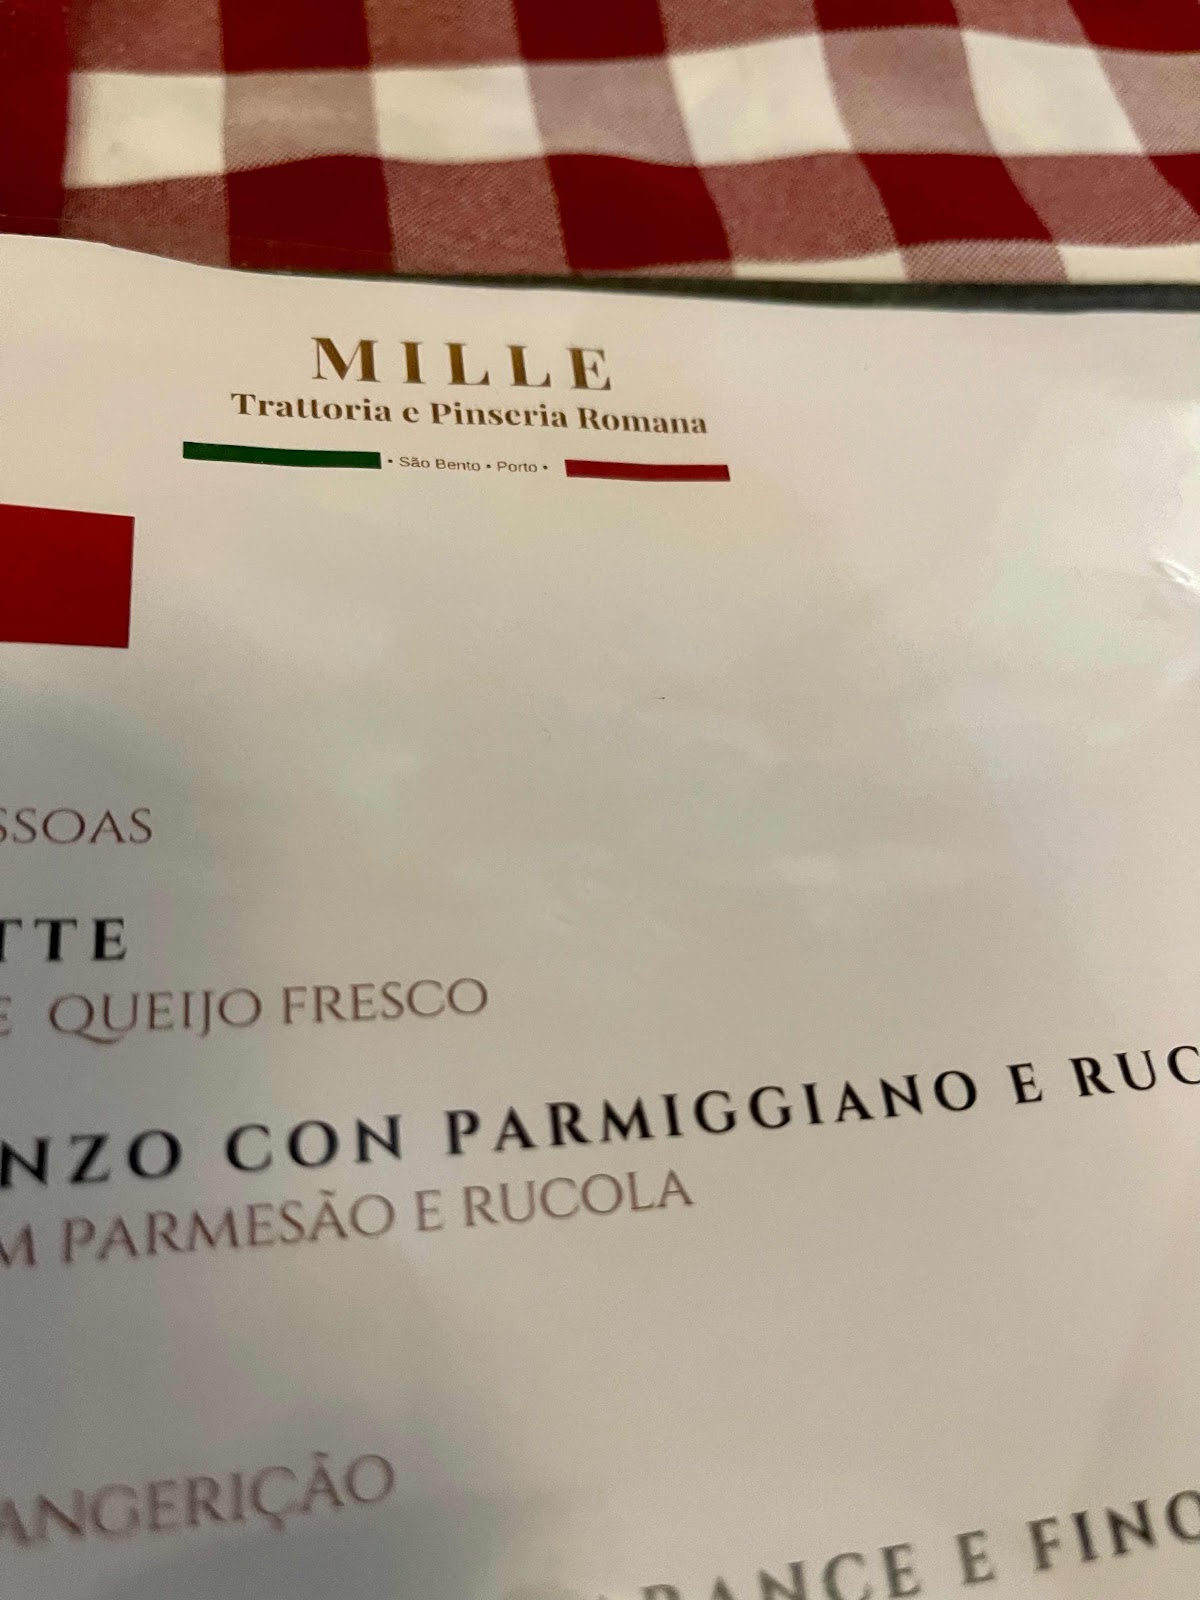 MILLE
Trattoria e Pinseria Romana
• São Bento • Porto •
SSOAS
TTE
E QUEIJO FRESCO
NZO CON PARMIGGIANO E RUC
M PARMESÃO E RUCOLA
ANGERIÇÃO
RANCE E FINO